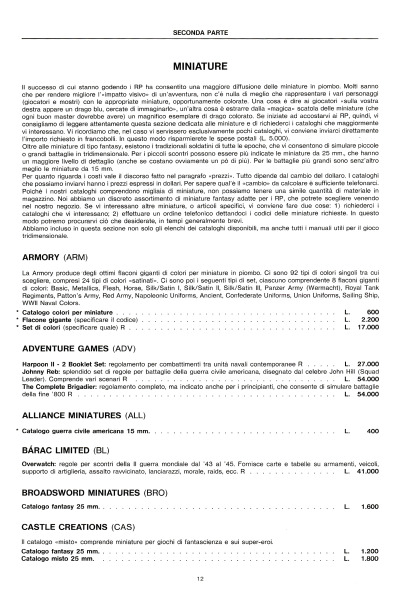 SECONDA PARTE
MINIATURE
Il successo di cui stanno godendo i RP ha consentito una maggiore diffusione delle miniature in piombo. Molti sanno
che per rendere migliore l'«impatto visivo» di un'avventura, non c'è nulla di meglio che rappresentare i vari personaggi
(giocatori e mostri) con le appropriate miniature, opportunamente colorate. Una cosa è dire ai giocatori «sulla vostra
destra appare un drago blu, cercate di immaginarlo», un'altra cosa è estrarre dalla «magica» scatola delle miniature (che
ogni buon master dovrebbe avere) un magnifico esemplare di drago colorato. Se iniziate ad accostarvi ai RP, quindi, vi
consigliamo di leggere attentamente questa sezione dedicata alle miniature e di richiederci i cataloghi che maggiormente
vi interessano. Vi ricordiamo che, nel caso vi servissero esclusivamente pochi cataloghi, vi conviene inviarci direttamente
l'importo richiesto in francobolli. In questo modo risparmierete le spese postali (L. 5.000).
Oltre alle miniature di tipo fantasy, esistono i tradizionali soldatini di tutte le epoche, che vi consentono di simulare piccole
o grandi battaglie in tridimensionale. Per i piccoli scontri possono essere più indicate le miniature da 25 mm., che hanno
un maggiore livello di dettaglio (anche se costano ovviamente un pò di più). Per le battaglie più grandi sono senz'altro
meglio le miniature da 15 mm.
Per quanto riguarda i costi vale il discorso fatto nel paragrafo «prezzi». Tutto dipende dal cambio del dollaro. I cataloghi
che possiamo inviarvi hanno i prezzi espressi in dollari. Per sapere qual'è il «cambio» da calcolare è sufficiente telefonarci.
Poiché i nostri cataloghi comprendono migliaia di miniature, non possiamo tenere una simile quantità di materiale in
magazzino. Noi abbiamo un discreto assortimento di miniature fantasy adatte per i RP, che potete scegliere venendo
nel nostro negozio. Se vi interessano altre miniature, o articoli specifici, vi conviene fare due cose: 1) richiederci i
cataloghi che vi interessano; 2) effettuare un ordine telefonico dettandoci i codici delle miniature richieste. In questo
modo potremo procurarvi ciò che desiderate, in tempi generalmente brevi.
Abbiamo incluso in questa sezione non solo gli elenchi dei cataloghi disponibili, ma anche tutti i manuali utili per il gioco
tridimensionale.
ARMORY (ARM)
La Armory produce degli ottimi flaconi giganti di colori per miniature in piombo. Ci sono 92 tipi di colori singoli tra cui
scegliere, compresi 24 tipi di colori «satinati». Ci sono poi i seguenti tipi di set, ciascuno comprendente 8 flaconi giganti
di colori: Basic, Metallics, Flesh, Horse, Silk/Satin I, Silk/Satin II, Silk/Satin III, Panzer Army (Wermacht), Royal Tank
Regiments, Patton's Army, Red Army, Napoleonic Uniforms, Ancient, Confederate Uniforms, Union Uniforms, Sailing Ship,
WWII Naval Colors.
* Catalogo colori per miniature . . . . . . . . . . . . . . . . . . . . L. 600
* Flacone gigante (specificare il codice) . . . . . . . . . . . . . . . . . . . . L. 2.200
* Set di colori (specificare quale) R . . . . . . . . . . . . . . . . . . . . L. 17.000
ADVENTURE GAMES (ADV)
Harpoon II - 2 Booklet Set: regolamento per combattimento tra unità navali contemporanee R . . . . . L. 27.000
Johnny Reb: splendido set di regole per battaglie della guerra civile americana, disegnato dal celebre John Hill (Squad
Leader). Comprende vari scenari R . . . . . . . . . . . . . . . . . . . . L. 54.000
The Complete Brigadier: regolamento completo, ma indicato anche per i principianti, che consente di simulare battaglie
della fine '800 R . . . . . . . . . . . . . . . . . . . . L. 54.000
ALLIANCE MINIATURES (ALL)
* Catalogo guerra civile americana 15 mm. . . . . . . . . . . . . . . . . . . . . L. 400
BÁRAC LIMITED (BL)
Overwatch: regole per scontri della II guerra mondiale dal '43 al '45. Fornisce carte e tabelle su armamenti, veicoli,
supporto di artiglieria, assalto ravvicinato, lanciarazzi, morale, raids, ecc. R . . . . . . . . . . L. 41.000
BROADSWORD MINIATURES (BRO)
Catalogo fantasy 25 mm. . . . . . . . . . . . . . . . . . . . . L. 1.600
CASTLE CREATIONS (CAS)
Il catalogo «misto» comprende miniature per giochi di fantascienza e sui super-eroi.
Catalogo fantasy 25 mm. . . . . . . . . . . . . . . . . . . . . L. 1.200
Catalogo misto 25 mm. . . . . . . . . . . . . . . . . . . . . L. 1.800
12